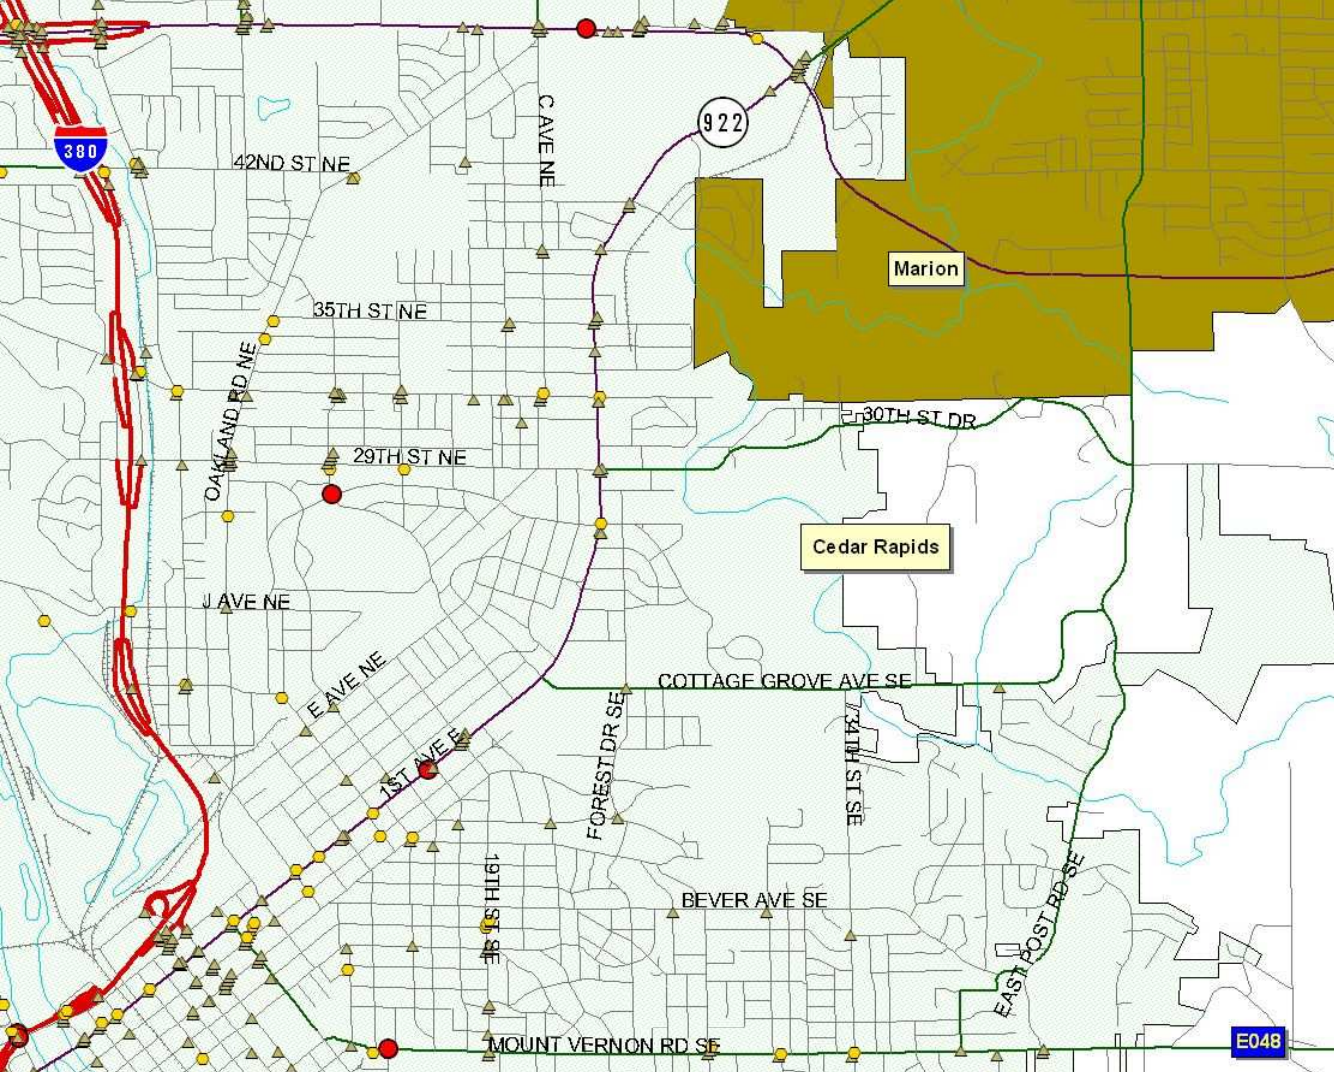 C AVE NE
922
380
42ND ST NE
Marion
35TH ST NE
OAKLAND RD NE
30TH ST DR
29TH ST NE
Cedar Rapids
J AVE NE
E AVE NE
COTTAGE GROVE AVE SE
FOREST DR SE
34TH ST SE
1ST AVE E
19TH ST SE
BEVER AVE SE
EAST POST RD SE
MOUNT VERNON RD SE
E048